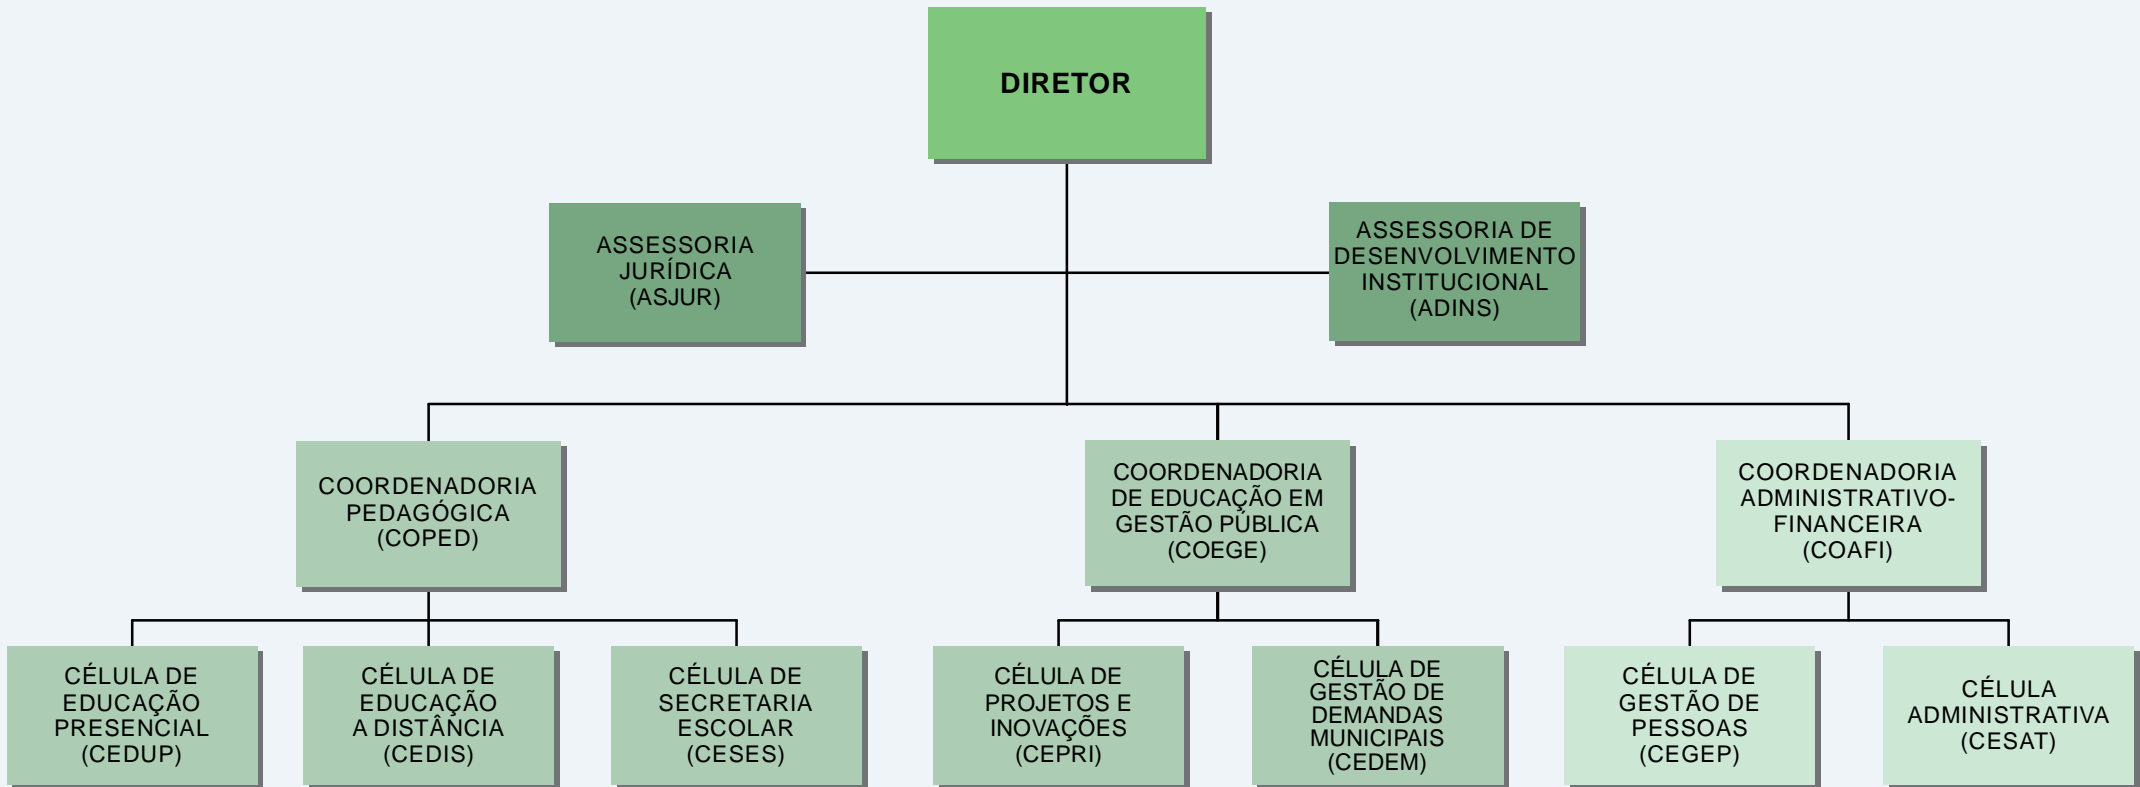 DIRETOR
ASSESSORIA
JURÍDICA
(ASJUR)
ASSESSORIA DE
DESENVOLVIMENTO
INSTITUCIONAL
(ADINS)
COORDENADORIA
PEDAGÓGICA
(COPED)
COORDENADORIA
DE EDUCAÇÃO EM
GESTÃO PÚBLICA
(COEGE)
COORDENADORIA
ADMINISTRATIVO-
FINANCEIRA
(COAFI)
CÉLULA DE
EDUCAÇÃO
PRESENCIAL
(CEDUP)
CÉLULA DE
EDUCAÇÃO
A DISTÂNCIA
(CEDIS)
CÉLULA DE
SECRETARIA
ESCOLAR
(CESES)
CÉLULA DE
PROJETOS E
INOVAÇÕES
(CEPRI)
CÉLULA DE
GESTÃO DE
DEMANDAS
MUNICIPAIS
(CEDEM)
CÉLULA DE
GESTÃO DE
PESSOAS
(CEGEP)
CÉLULA
ADMINISTRATIVA
(CESAT)